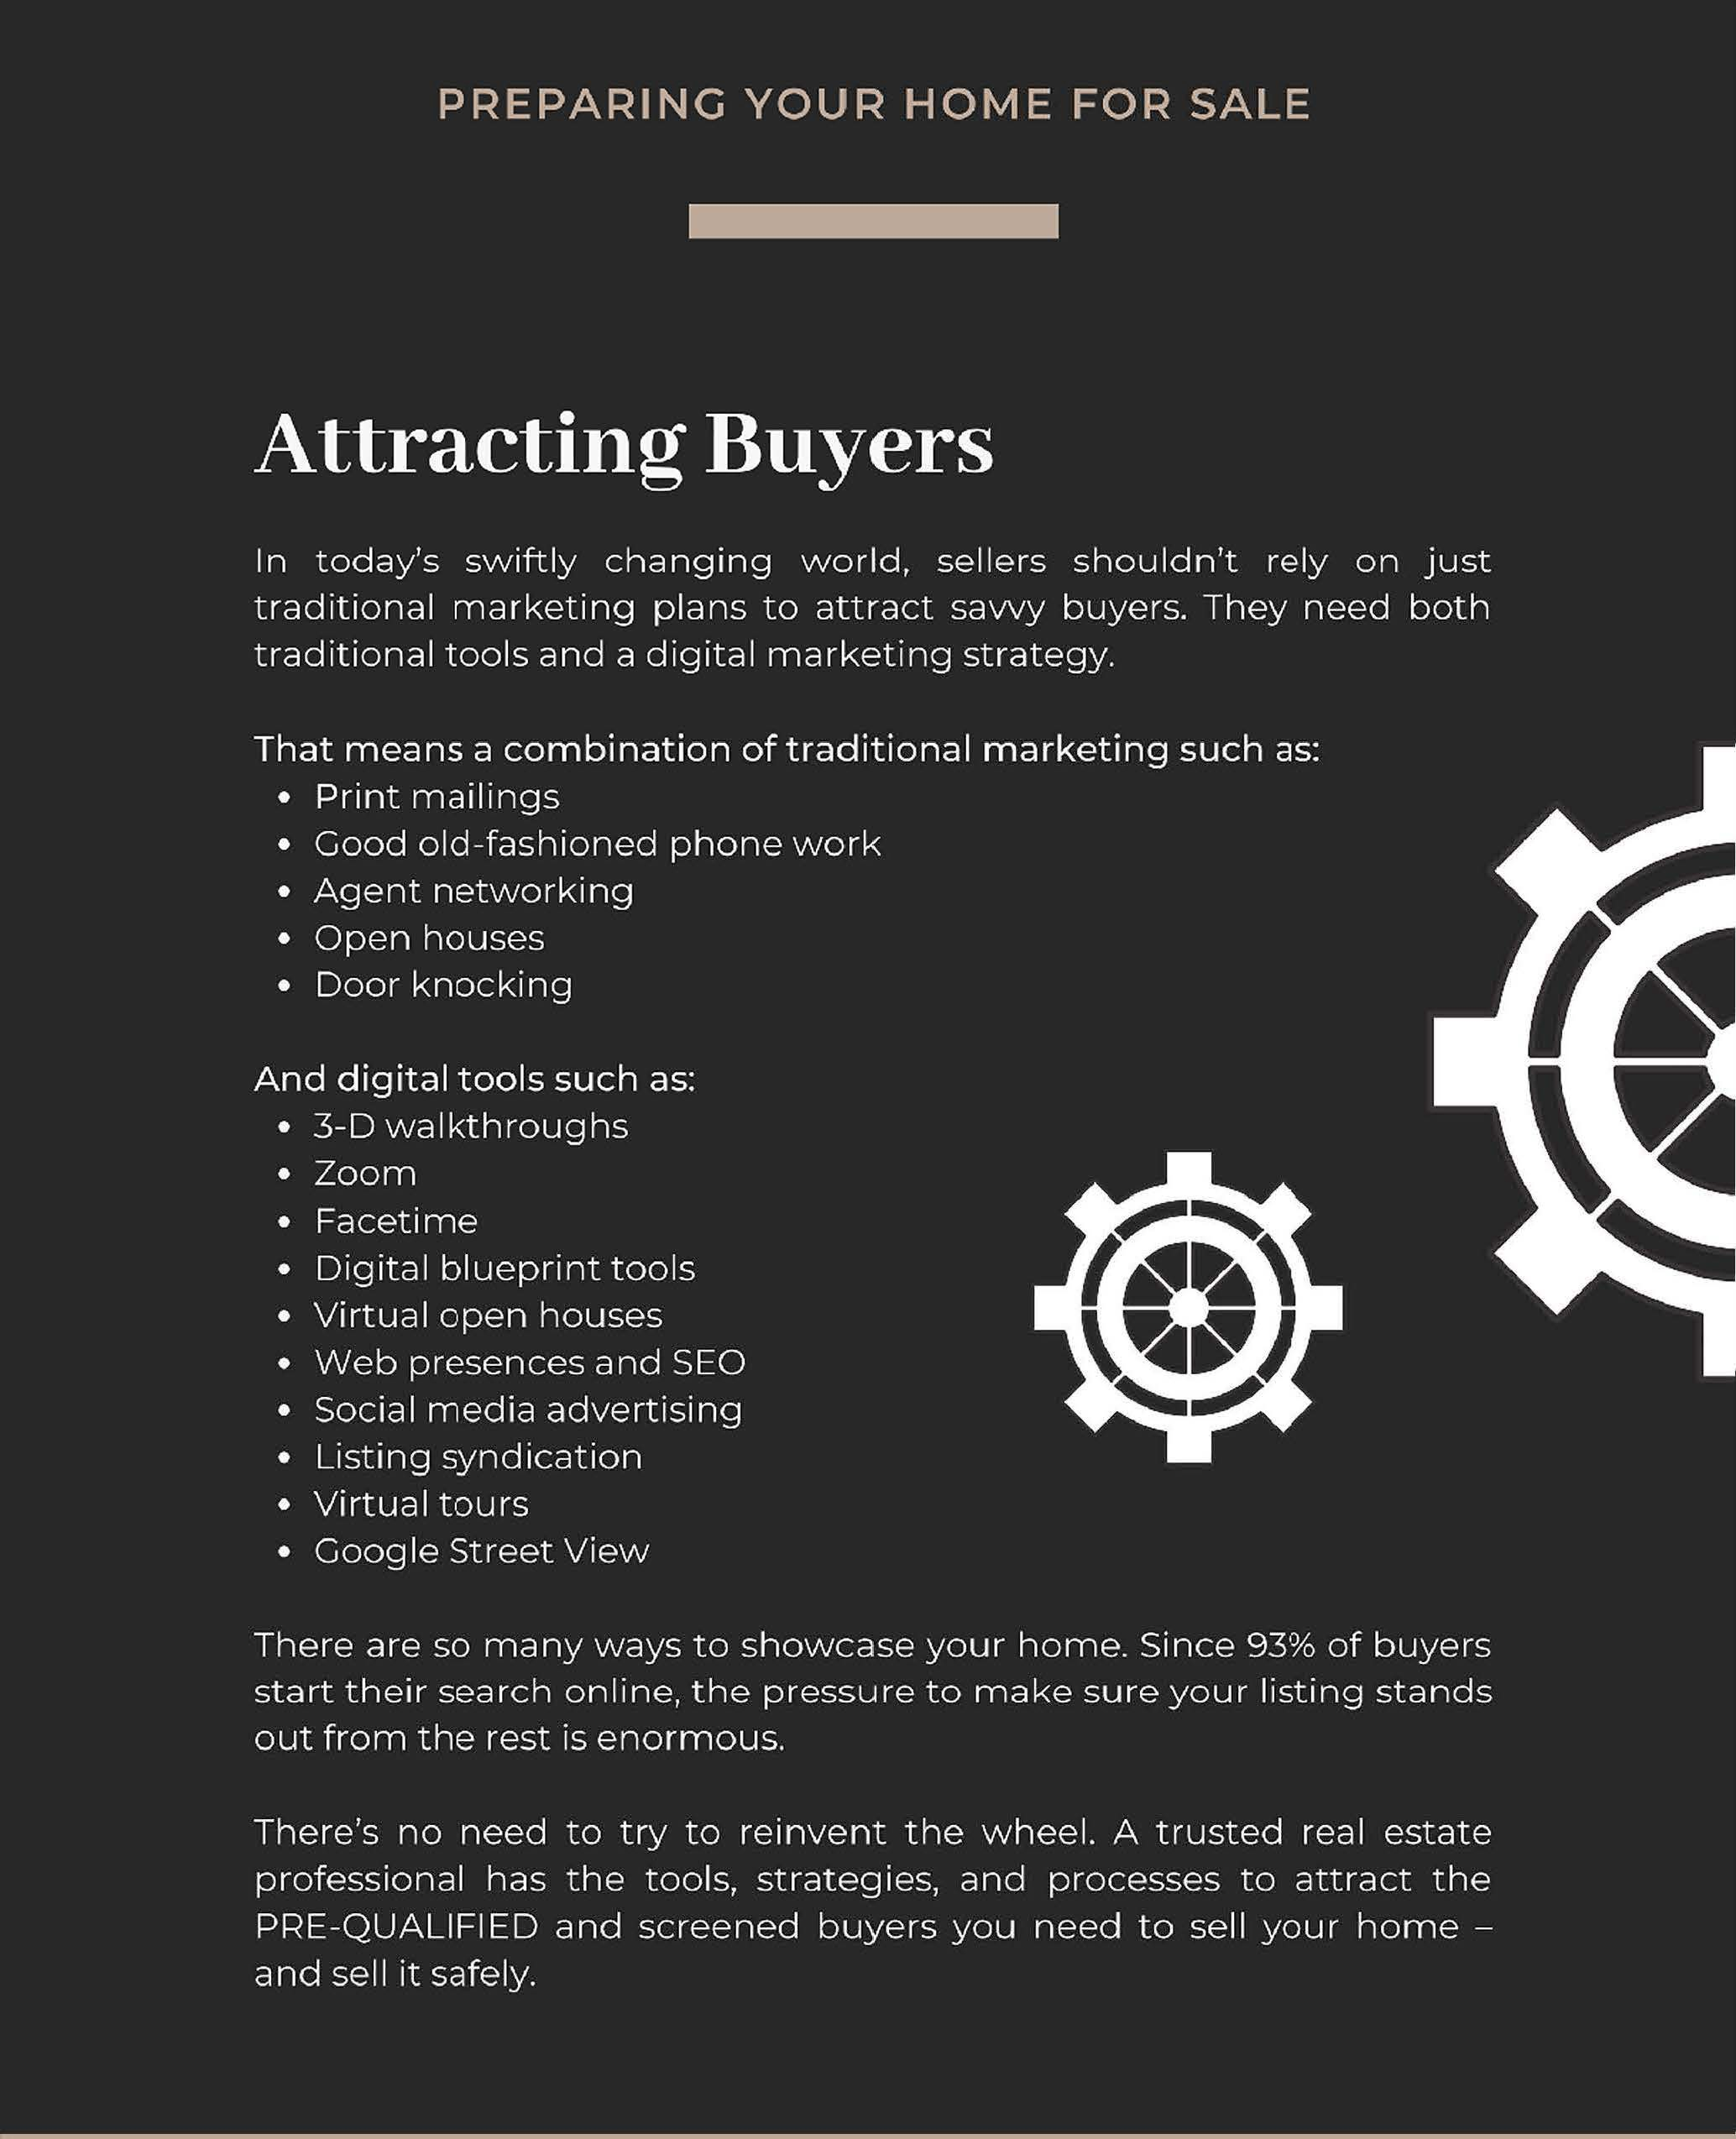 PREPARING YOUR HOME FOR SALE
Attracting Buyers
In today’s swiftly changing world, sellers shouldn’t rely on just
traditional marketing plans to attract savvy buyers. They need both
traditional tools and a digital marketing strategy.
That means a combination of traditional marketing such as:
• Print mailings
• Good old-fashioned phone work
• Agent networking
• Open houses
• Door knocking
And digital tools such as:
• 3-D walkthroughs
• Zoom
• Facetime
• Digital blueprint tools
• Virtual open houses
• Web presences and SEO
• Social media advertising
• Listing syndication
• Virtual tours
• Google Street View
There are so many ways to showcase your home. Since 93% of buyers
start their search online, the pressure to make sure your listing stands
out from the rest is enormous.
There’s no need to try to reinvent the wheel. A trusted real estate
professional has the tools, strategies, and processes to attract the
PRE-QUALIFIED and screened buyers you need to sell your home –
and sell it safely.